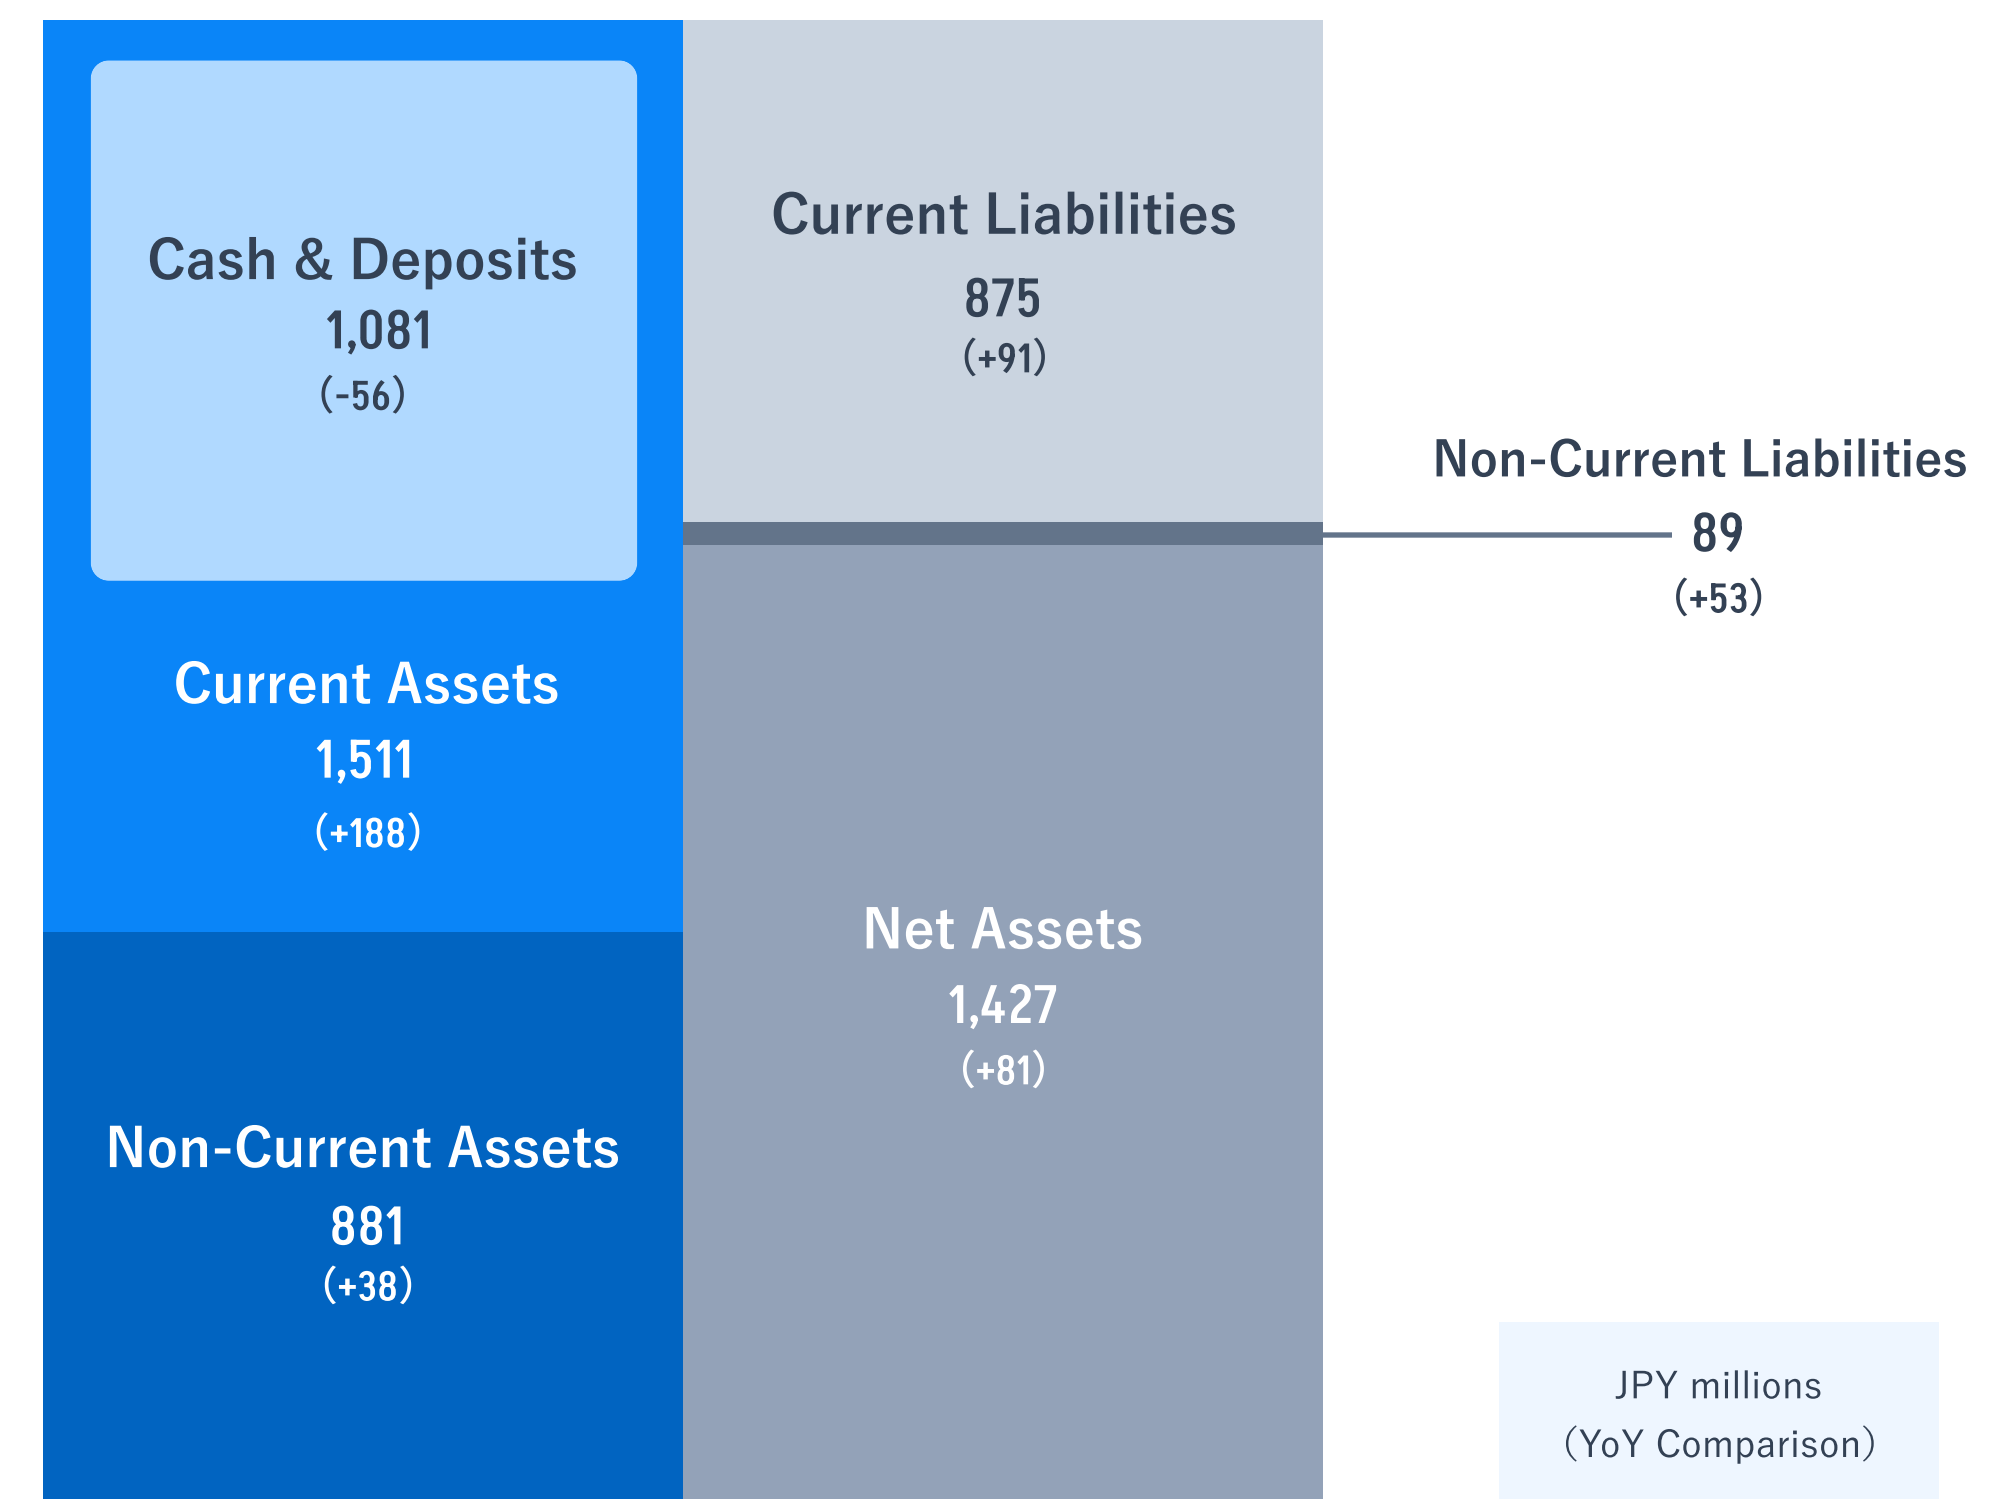 Cash & Deposits
1,081
(-56)
Current Assets
1,511
(+188)
Non-Current Assets
881
(+38)
Current Liabilities
875
(+91)
Non-Current Liabilities
89
(+53)
Net Assets
1,427
(+81)
JPY millions
(YoY Comparison)